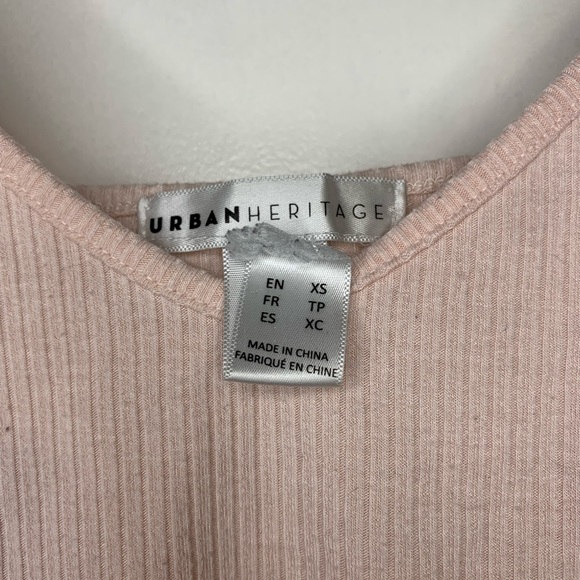 URBANHERITAGE
EN XS
FR TP
ES XC
MADE IN CHINA
FABRIQUÉ EN CHINE